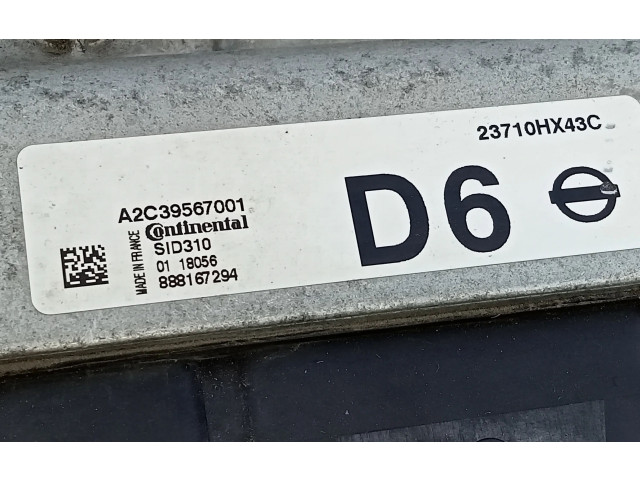 23710HX43C
D6
A2C39567001
Continental
SID310
01 18056
888167294
MADE IN FRANCE